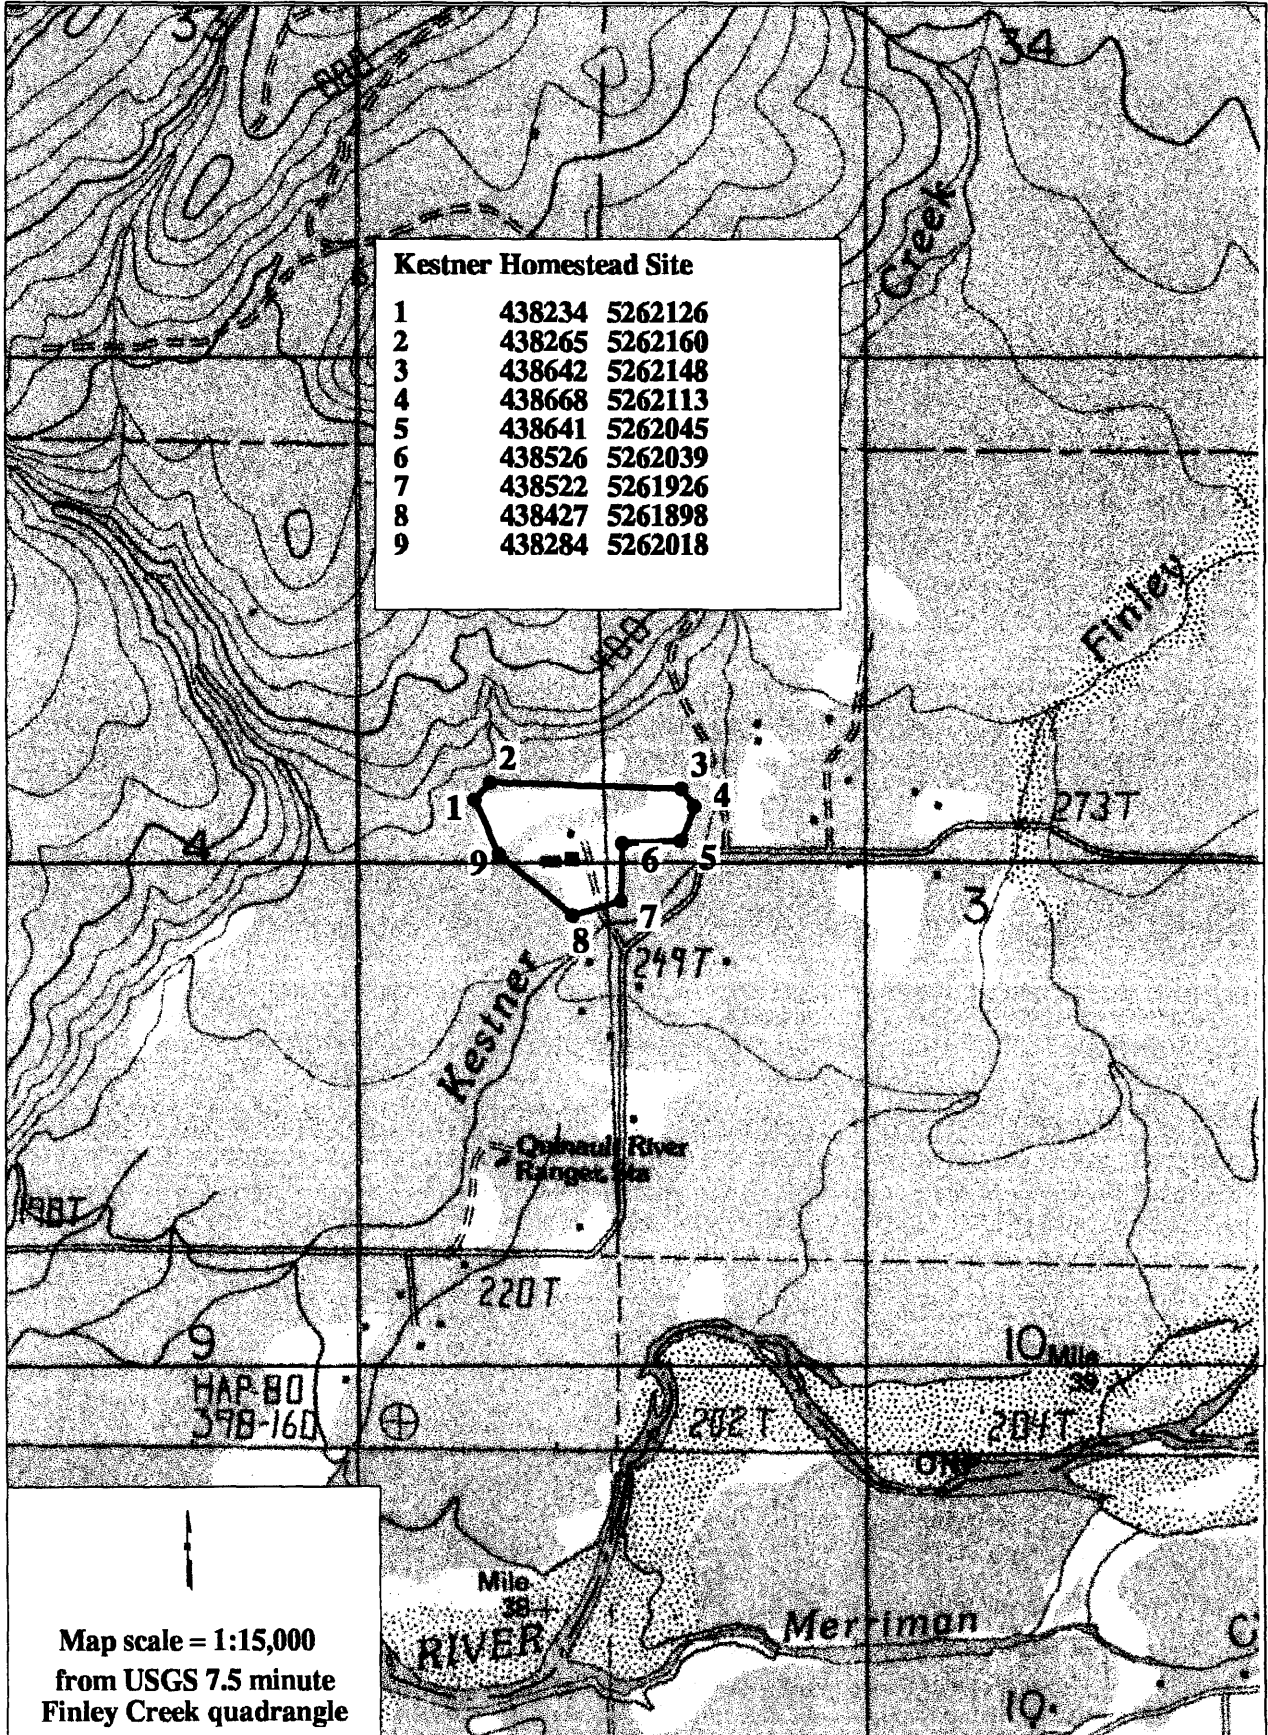 33
34
800
Creek
Kestner Homestead Site
1 438234 5262126
2 438265 5262160
3 438642 5262148
4 438668 5262113
5 438641 5262045
6 438526 5262039
7 438522 5261926
8 438427 5261898
9 438284 5262018
Finley
400
2
3
1
4
273T
4
9
6
5
3
7
8
249T
Kestner
Quinault River
Ranger Sta
198T
220T
9
10
Mile
39
HAP-80
398-160
202T
204T
Mile
38
RIVER
Merriman
10
Map scale = 1:15,000
from USGS 7.5 minute
Finley Creek quadrangle